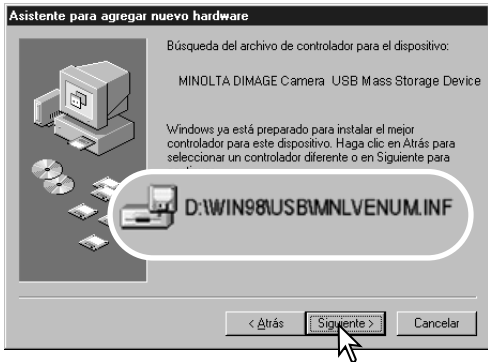 Asistente para agregar nuevo hardware
Búsqueda del archivo de controlador para el dispositivo:
MINOLTA DIMAGE Camera USB Mass Storage Device
Windows ya está preparado para instalar el mejor
controlador para este dispositivo. Haga clic en Atrás para
seleccionar un controlador diferente o en Siguiente para
D:\WIN98\USB\MNLVENUM.INF
< Atrás
Siguiente >
Cancelar